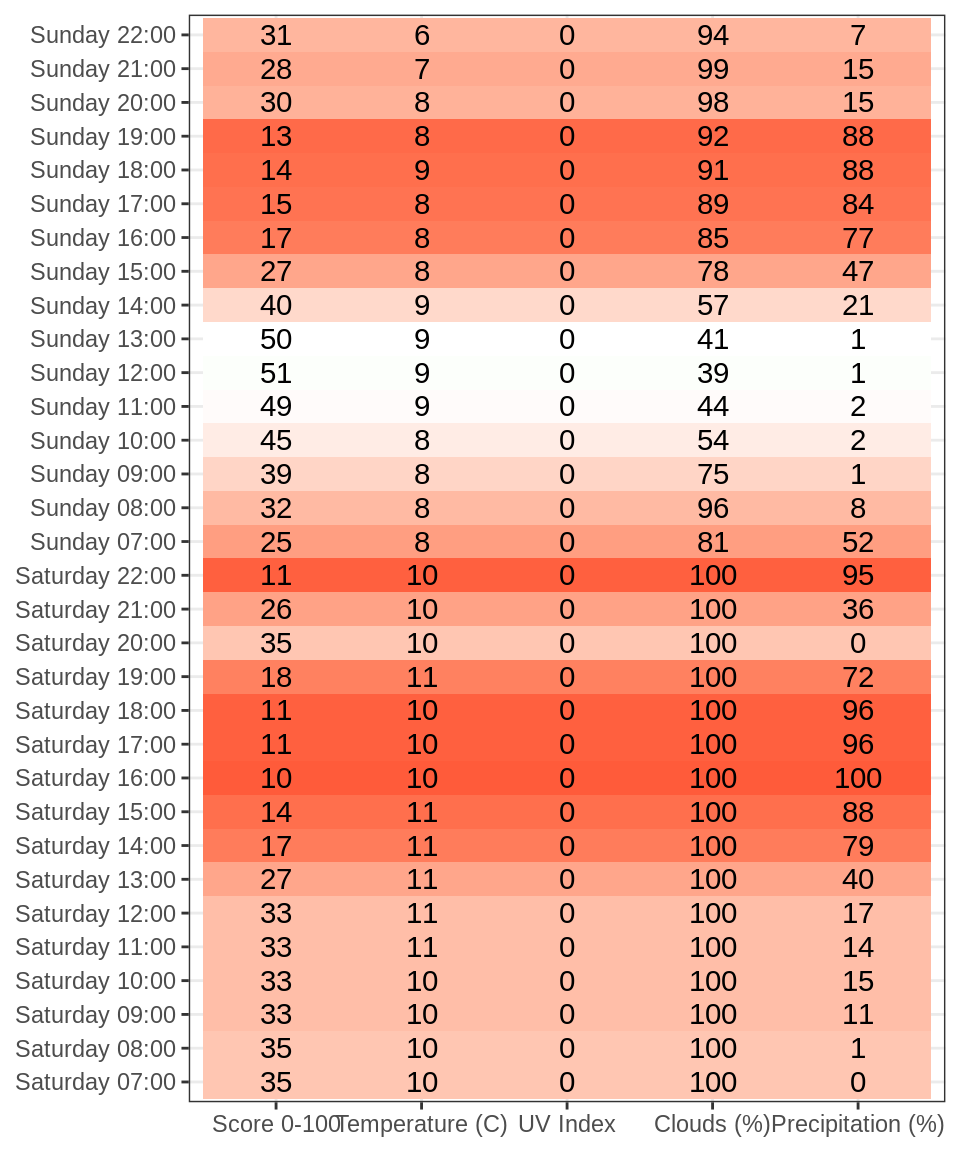 Sunday 22:00 31 6 0 94 7
Sunday 21:00 28 7 0 99 15
Sunday 20:00 30 8 0 98 15
Sunday 19:00 13 8 0 92 88
Sunday 18:00 14 9 0 91 88
Sunday 17:00 15 8 0 89 84
Sunday 16:00 17 8 0 85 77
Sunday 15:00 27 8 0 78 47
Sunday 14:00 40 9 0 57 21
Sunday 13:00 50 9 0 41 1
Sunday 12:00 51 9 0 39 1
Sunday 11:00 49 9 0 44 2
Sunday 10:00 45 8 0 54 2
Sunday 09:00 39 8 0 75 1
Sunday 08:00 32 8 0 96 8
Sunday 07:00 25 8 0 81 52
Saturday 22:00 11 10 0 100 95
Saturday 21:00 26 10 0 100 36
Saturday 20:00 35 10 0 100 0
Saturday 19:00 18 11 0 100 72
Saturday 18:00 11 10 0 100 96
Saturday 17:00 11 10 0 100 96
Saturday 16:00 10 10 0 100 100
Saturday 15:00 14 11 0 100 88
Saturday 14:00 17 11 0 100 79
Saturday 13:00 27 11 0 100 40
Saturday 12:00 33 11 0 100 17
Saturday 11:00 33 11 0 100 14
Saturday 10:00 33 10 0 100 15
Saturday 09:00 33 10 0 100 11
Saturday 08:00 35 10 0 100 1
Saturday 07:00 35 10 0 100 0
Score 0-100 Temperature (C) UV Index Clouds (%) Precipitation (%)